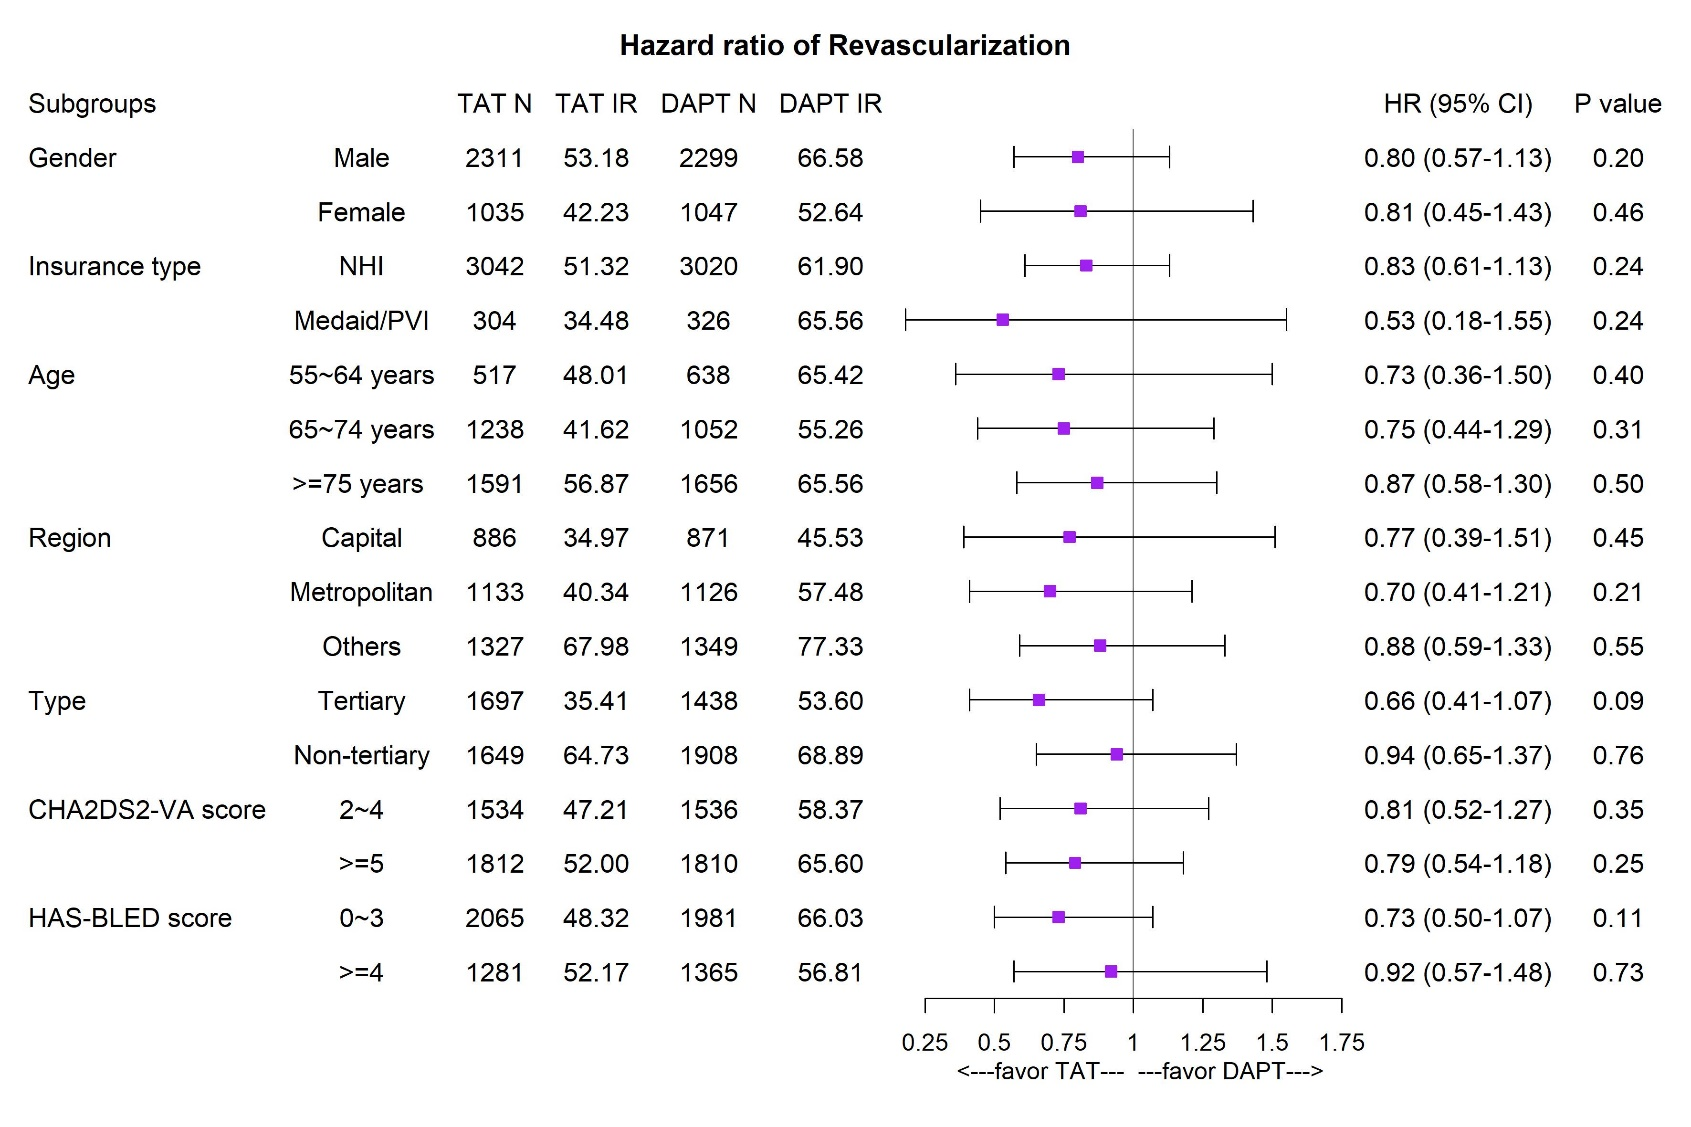 Hazard ratio of Revascularization
Subgroups TAT N TAT IR DAPT N DAPT IR HR (95% CI) P value
Gender Male 2311 53.18 2299 66.58 0.80 (0.57-1.13) 0.20
Female 1035 42.23 1047 52.64 0.81 (0.45-1.43) 0.46
Insurance type NHI 3042 51.32 3020 61.90 0.83 (0.61-1.13) 0.24
Medaid/PVI 304 34.48 326 65.56 0.53 (0.18-1.55) 0.24
Age 55~64 years 517 48.01 638 65.42 0.73 (0.36-1.50) 0.40
65~74 years 1238 41.62 1052 55.26 0.75 (0.44-1.29) 0.31
>=75 years 1591 56.87 1656 65.56 0.87 (0.58-1.30) 0.50
Region Capital 886 34.97 871 45.53 0.77 (0.39-1.51) 0.45
Metropolitan 1133 40.34 1126 57.48 0.70 (0.41-1.21) 0.21
Others 1327 67.98 1349 77.33 0.88 (0.59-1.33) 0.55
Type Tertiary 1697 35.41 1438 53.60 0.66 (0.41-1.07) 0.09
Non-tertiary 1649 64.73 1908 68.89 0.94 (0.65-1.37) 0.76
CHA2DS2-VA score 2~4 1534 47.21 1536 58.37 0.81 (0.52-1.27) 0.35
>=5 1812 52.00 1810 65.60 0.79 (0.54-1.18) 0.25
HAS-BLED score 0~3 2065 48.32 1981 66.03 0.73 (0.50-1.07) 0.11
>=4 1281 52.17 1365 56.81 0.92 (0.57-1.48) 0.73
0.25 0.5 0.75 1 1.25 1.5 1.75
<---favor TAT--- ---favor DAPT--->